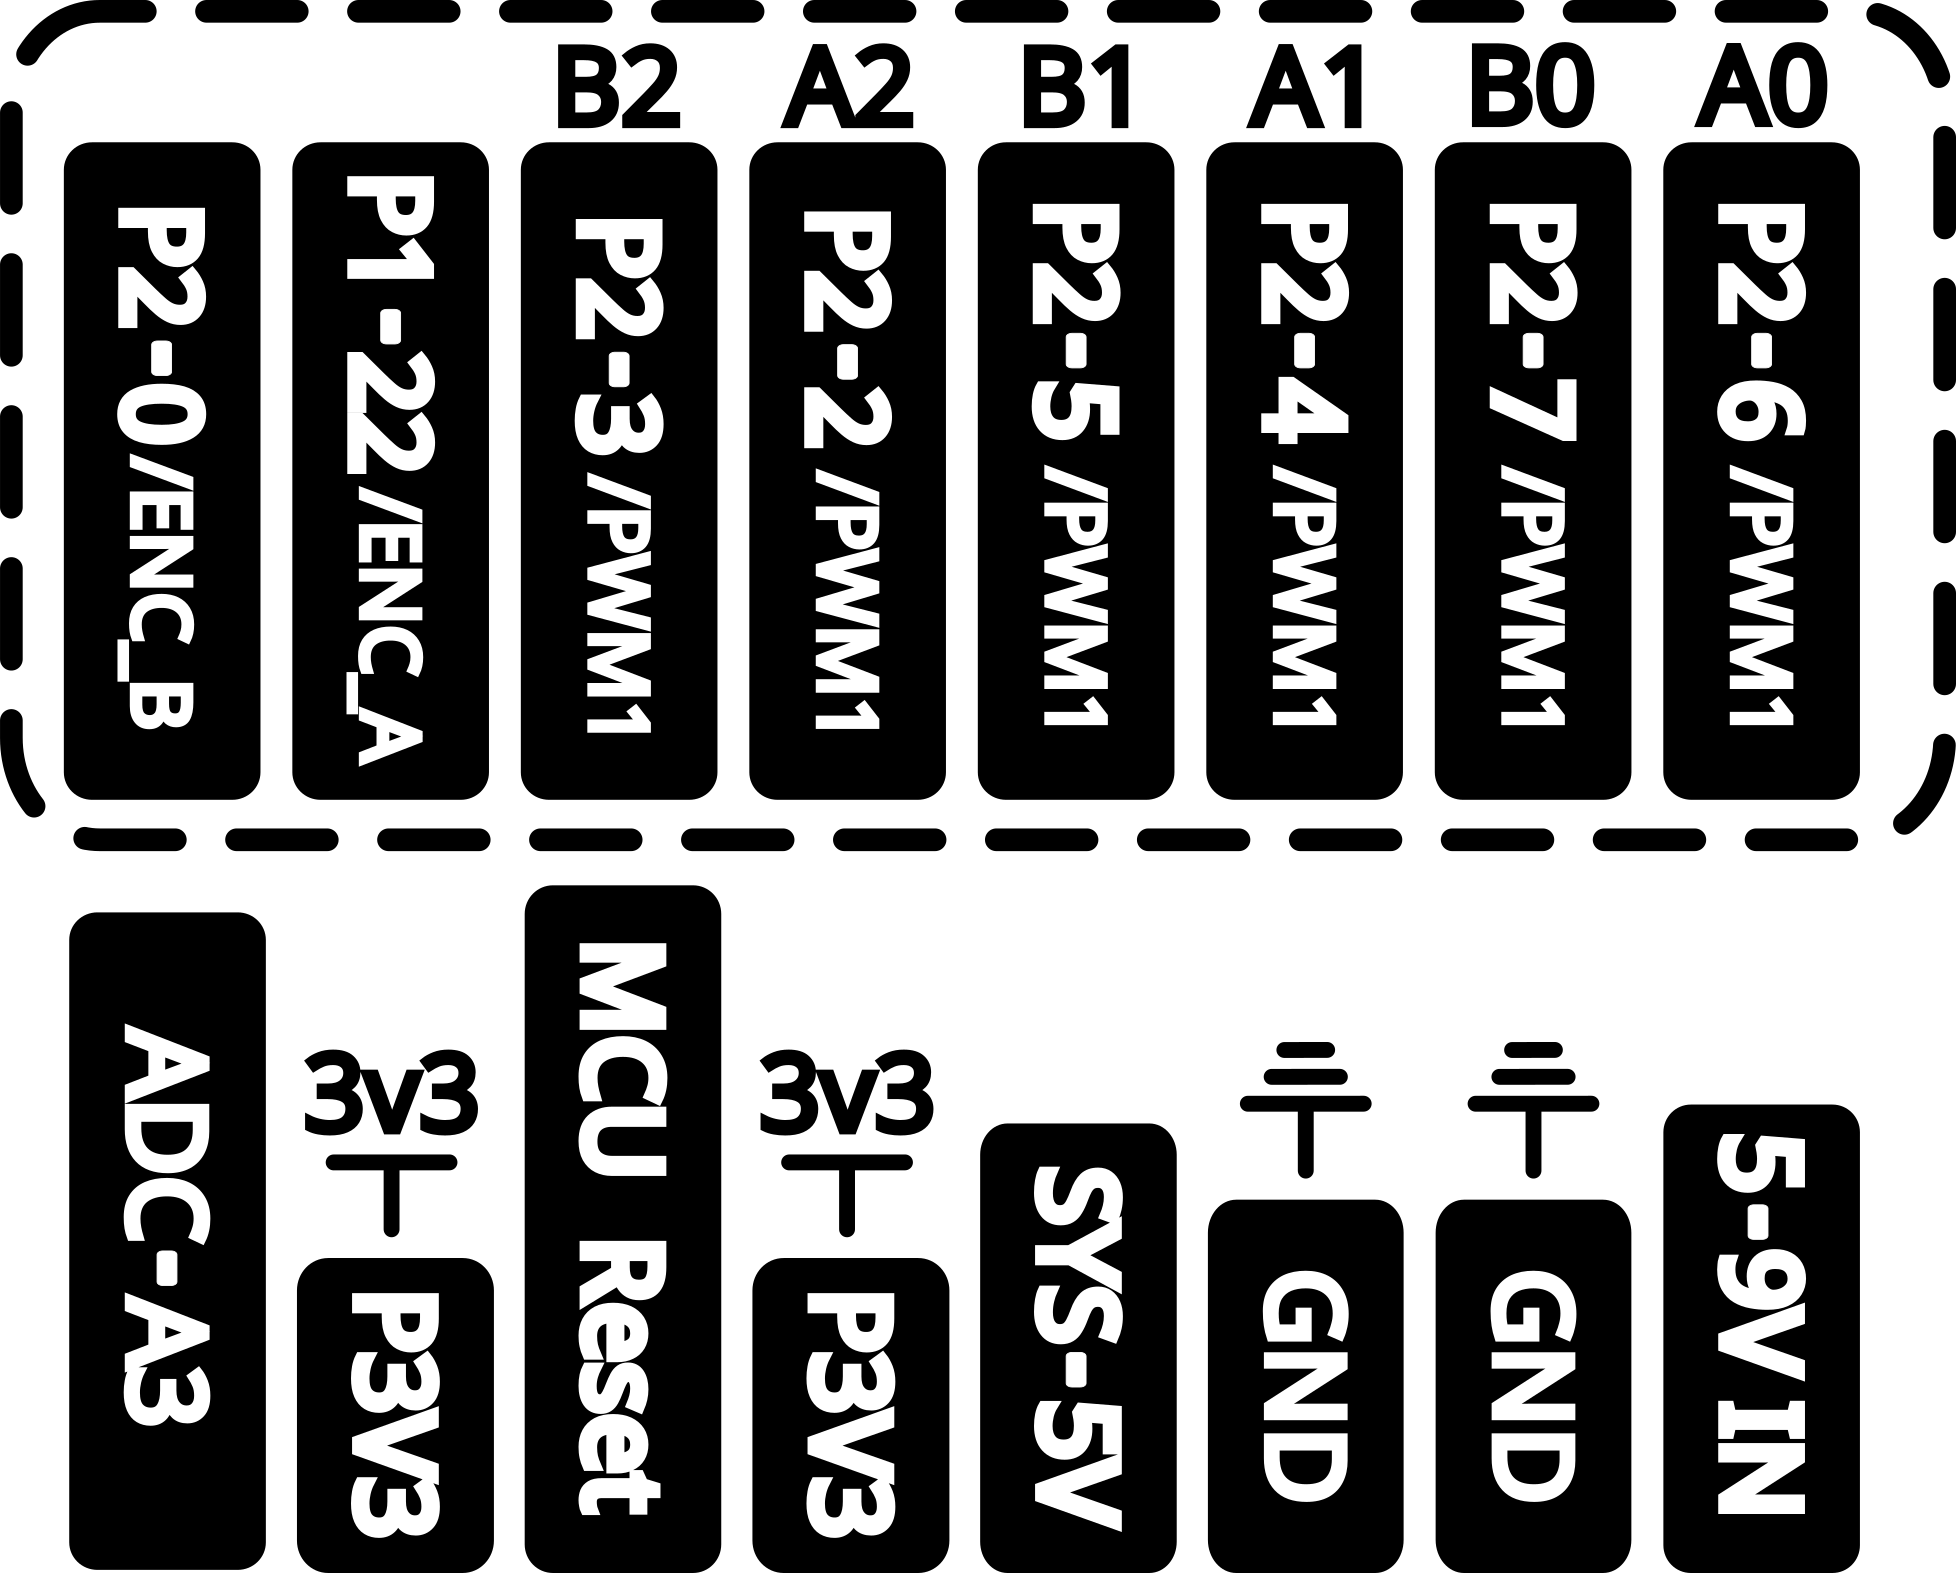 B2 A2 B1 A1 B0 A0
P2-0/ENC_B
P1-22/ENC_A
P2-3/PWM1
P2-2/PWM1
P2-5/PWM1
P2-4/PWM1
P2-7/PWM1
P2-6/PWM1
ADC-A3
3v3
P3V3
MCU Reset
3v3
P3V3
SYS-5V
GND
GND
5-9V IN